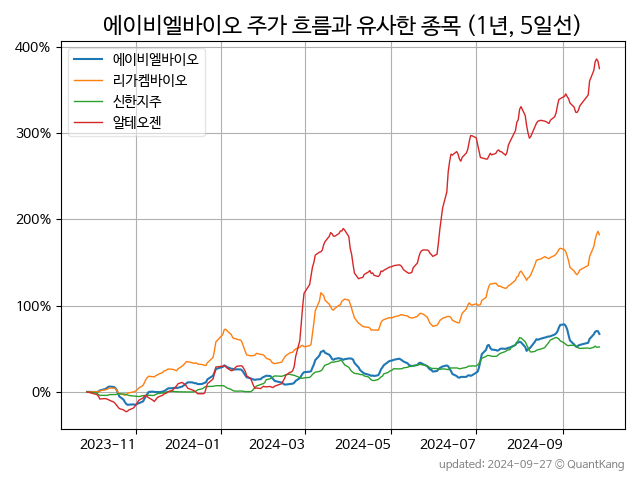 에이비엘바이오 주가 흐름과 유사한 종목 (1년, 5일선)
400%
300%
200%
100%
0%
에이비엘바이오
리가켐바이오
신한지주
알테오젠
2023-11 2024-01 2024-03 2024-05 2024-07 2024-09
updated: 2024-09-27 © QuantKang